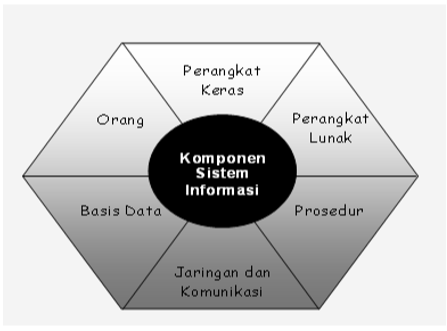 Perangkat
Keras
Orang
Perangkat
Lunak
Komponen
Sistem
Informasi
Basis Data
Prosedur
Jaringan dan
Komunikasi